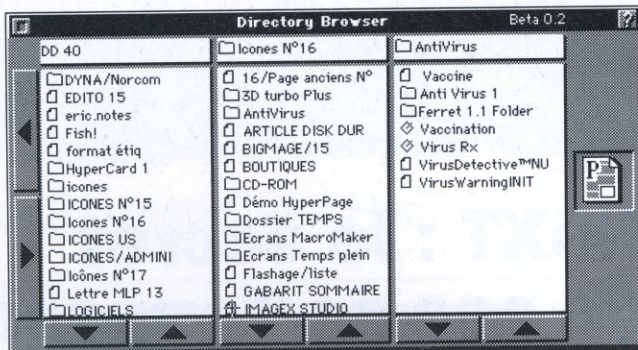 Directory Browser
Beta 0.2
?
DD 40
Icones N°16
AntiVirus
DYNA/Norcom
EDITO 15
eric.notes
Fish!
format étiq
HyperCard 1
icones
ICONES N°15
Icones N°16
ICONES US
ICONES/ADMINI
Icônes N°17
Lettre MLP 13
LOGICIELS
16/Page anciens N°
3D turbo Plus
AntiVirus
ARTICLE DISK DUR
BIGMAGE/15
BOUTIQUES
CD-ROM
Démo HyperPage
Dossier TEMPS
Ecrans MacroMaker
Ecrans Temps plein
Flashage/liste
GABARIT SOMMAIRE
IMAGEX STUDIO
Vaccine
Anti Virus 1
Ferret 1.1 Folder
Vaccination
Virus Rx
VirusDetective™NU
VirusWarningINIT
P